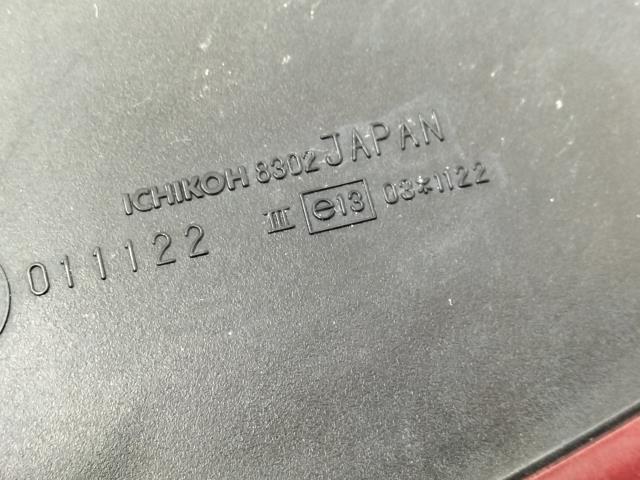 ICHIKOH 8302 JAPAN
III e13 03*1122
011122